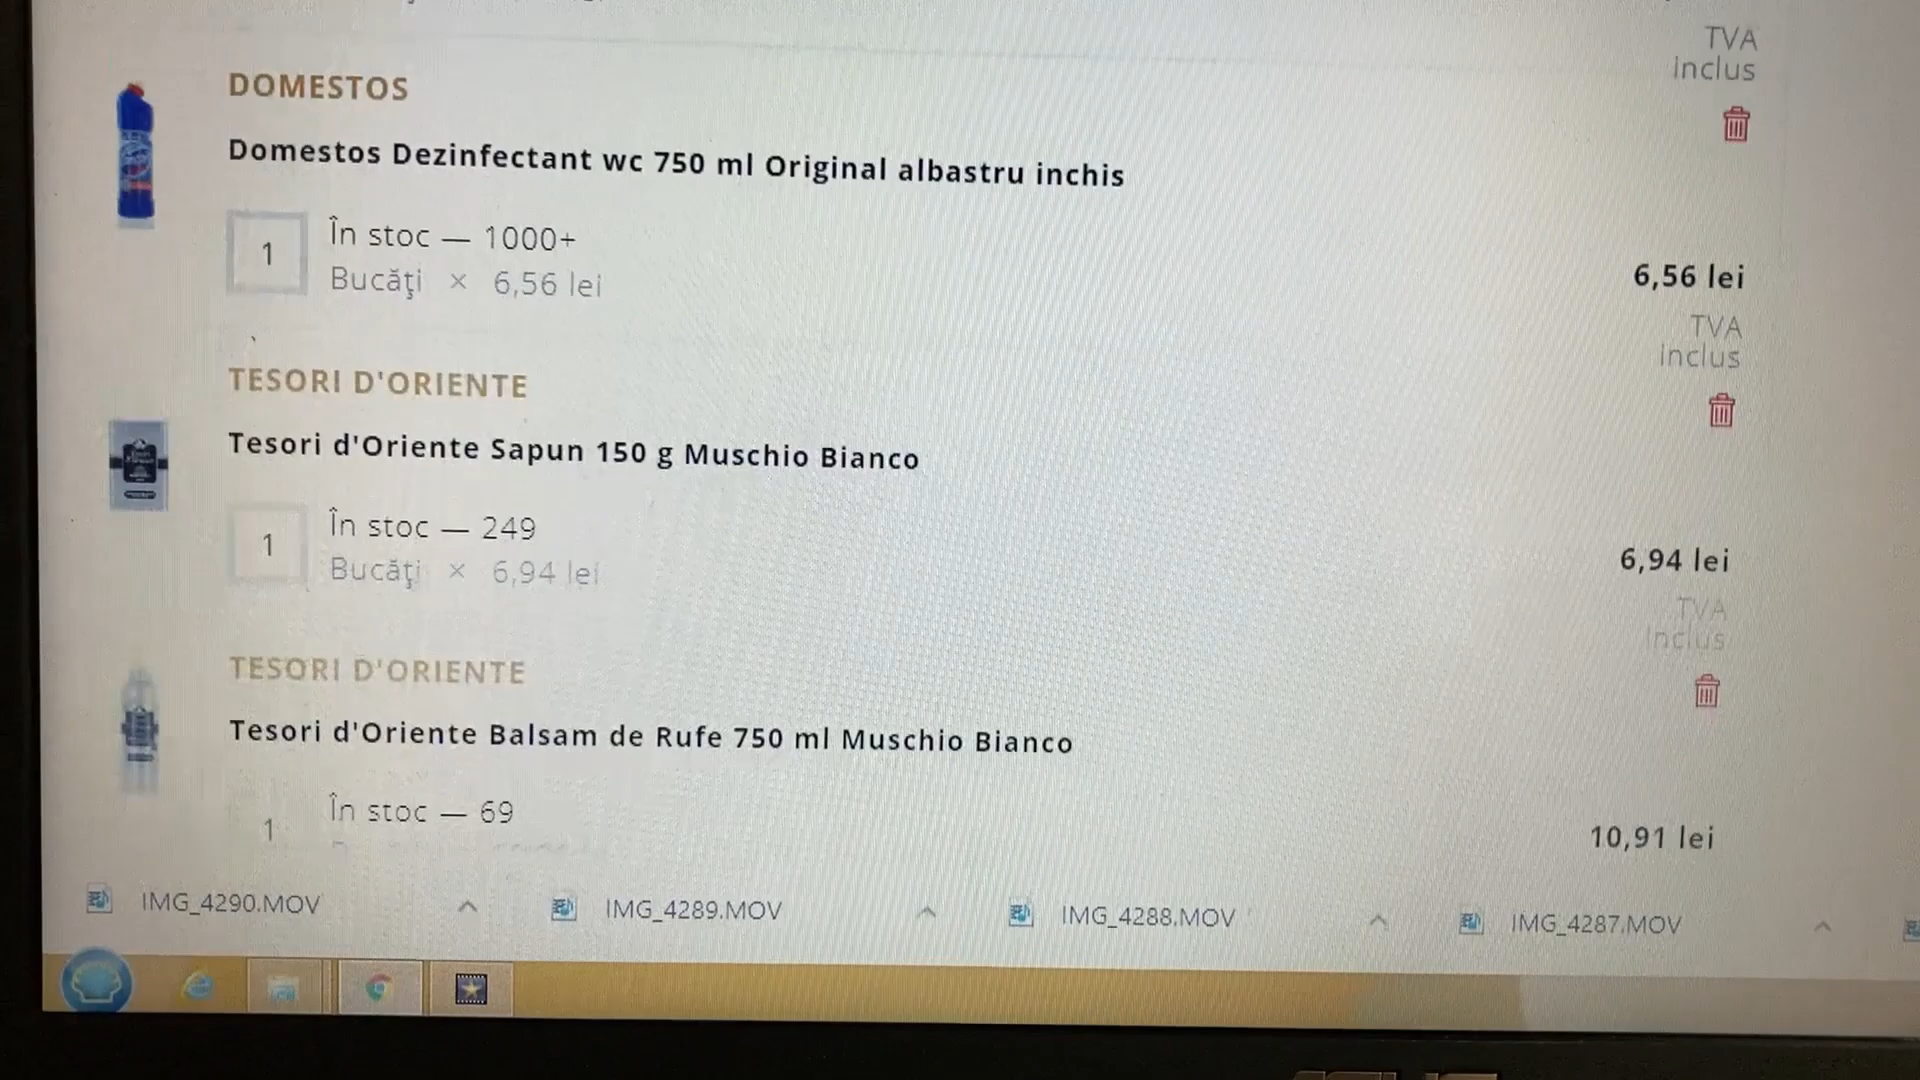 TVA
inclus
DOMESTOS
Domestos Dezinfectant wc 750 ml Original albastru inchis
1
În stoc — 1000+
Bucăţi × 6,56 lei
6,56 lei
TVA
inclus
TESORI D'ORIENTE
Tesori d'Oriente Sapun 150 g Muschio Bianco
1
În stoc — 249
Bucăţi × 6,94 lei
6,94 lei
TVA
inclus
TESORI D'ORIENTE
Tesori d'Oriente Balsam de Rufe 750 ml Muschio Bianco
1
În stoc — 69
10,91 lei
IMG_4290.MOV
IMG_4289.MOV
IMG_4288.MOV
IMG_4287.MOV